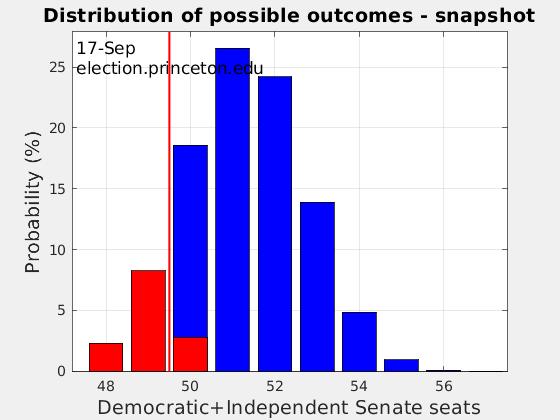 Distribution of possible outcomes - snapshot
17-Sep
election.princeton.edu
Probability (%)
25
20
15
10
5
0
48 50 52 54 56
Democratic+Independent Senate seats